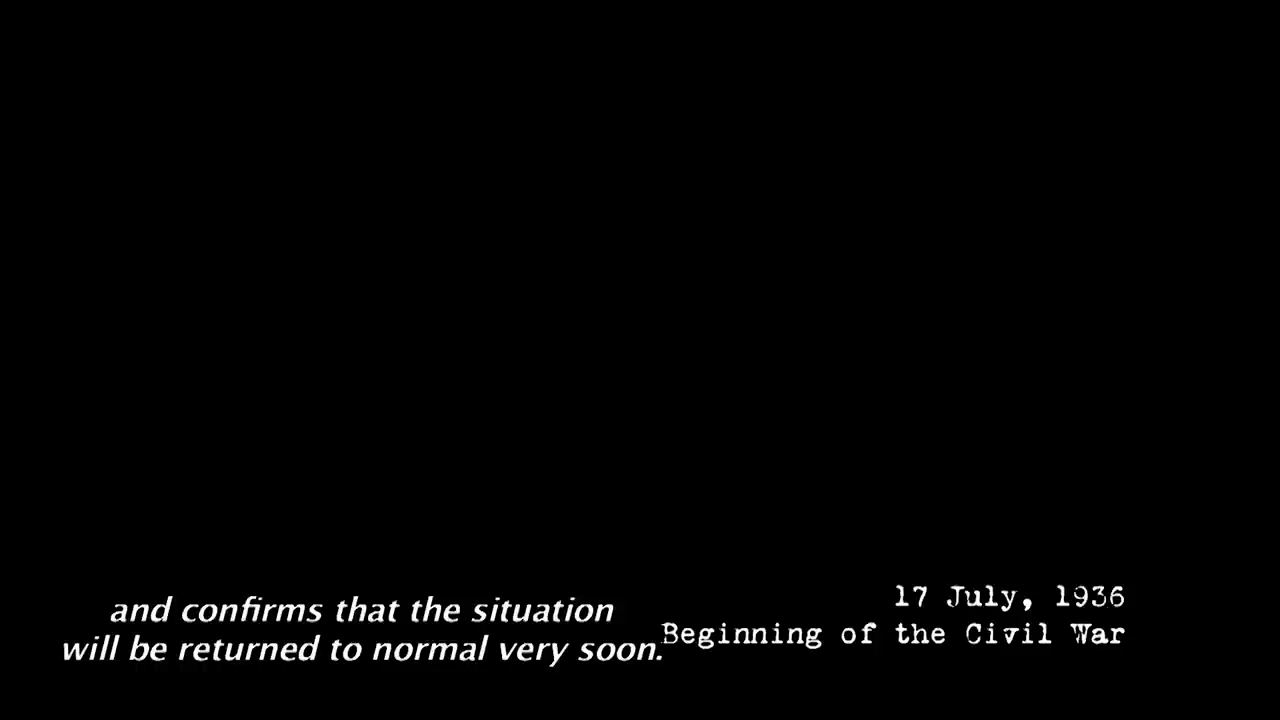 and confirms that the situation
will be returned to normal very soon.
17 July, 1936
Beginning of the Civil War